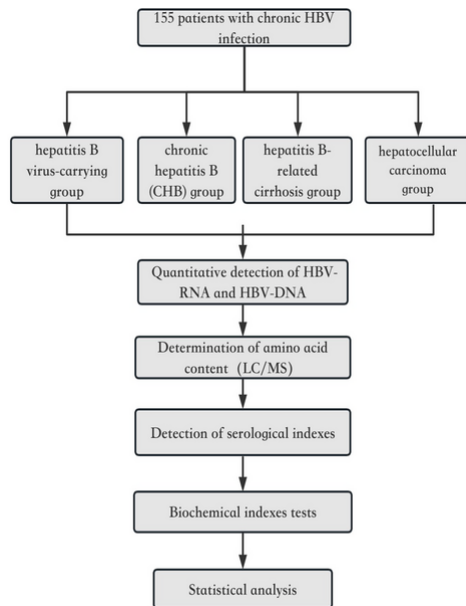 155 patients with chronic HBV
infection
hepatitis B
virus-carrying
group
chronic
hepatitis B
(CHB) group
hepatitis B-
related
cirrhosis group
hepatocellular
carcinoma
group
Quantitative detection of HBV-
RNA and HBV-DNA
Determination of amino acid
content (LC/MS)
Detection of serological indexes
Biochemical indexes tests
Statistical analysis